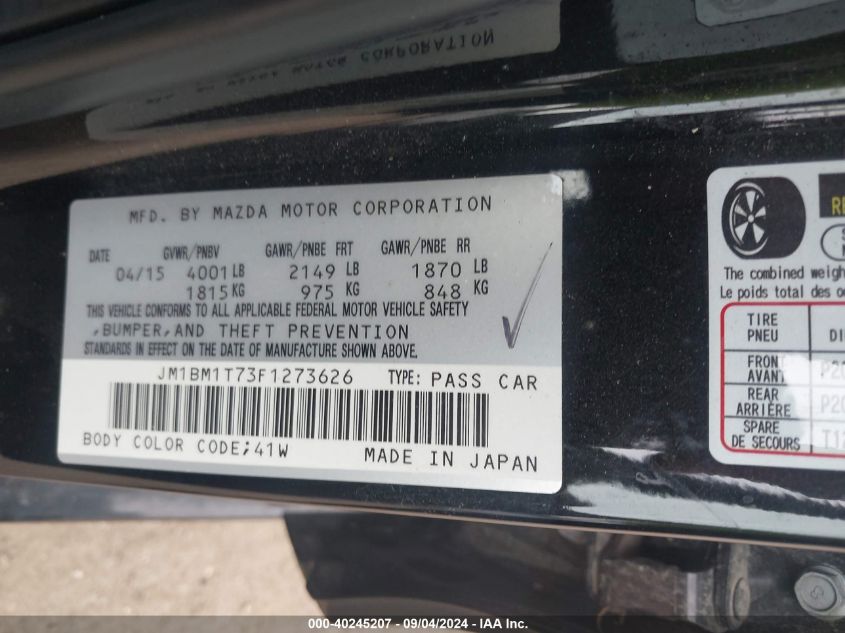 MOTOR CORPORATION
MFD. BY MAZDA MOTOR CORPORATION
DATE GVWR/PNBV GAWR/PNBE FRT GAWR/PNBE RR
04/15 4001 LB 2149 LB 1870 LB
1815 KG 975 KG 848 KG
THIS VEHICLE CONFORMS TO ALL APPLICABLE FEDERAL MOTOR VEHICLE SAFETY
,BUMPER,AND THEFT PREVENTION
STANDARDS IN EFFECT ON THE DATE OF MANUFACTURE SHOWN ABOVE.
JM1BM1T73F1273626 TYPE: PASS CAR
BODY COLOR CODE;41W
MADE IN JAPAN
The combined
Le poids total des
TIRE
PNEU
FRONT
AVANT
REAR
ARRIÈRE
SPARE
DE SECOURS
000-40245207 - 09/04/2024 - IAA Inc.